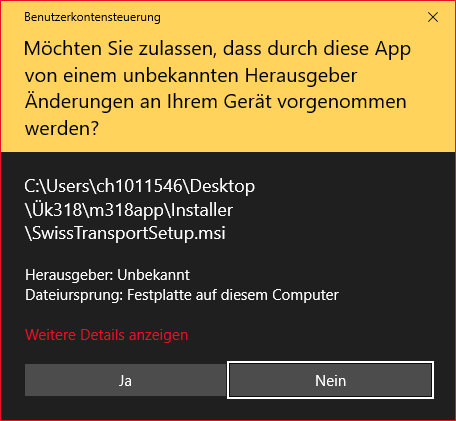 Benutzerkontensteuerung
Möchten Sie zulassen, dass durch diese App
von einem unbekannten Herausgeber
Änderungen an Ihrem Gerät vorgenommen
werden?
C:\Users\ch1011546\Desktop
\Ük318\m318app\Installer
\SwissTransportSetup.msi
Herausgeber: Unbekannt
Dateiursprung: Festplatte auf diesem Computer
Weitere Details anzeigen
Ja
Nein